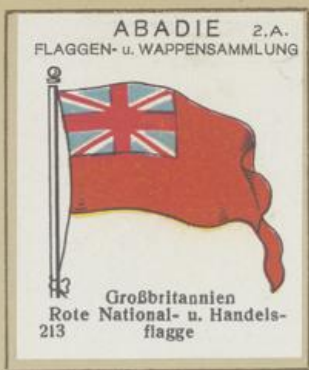 ABADIE 2.A.
FLAGGEN- u. WAPPENSAMMLUNG
Großbritannien
Rote National- u. Handels-
213 flagge